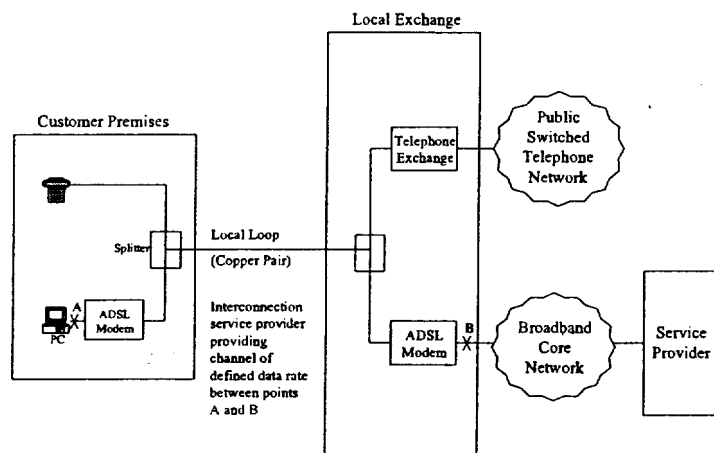 Local Exchange
Customer Premises
Telephone
Exchange
Public
Switched
Telephone
Network
Splitter
Local Loop
(Copper Pair)
A
PC
ADSL
Modem
Interconnection
service provider
providing
channel of
defined data rate
between points
A and B
ADSL
Modem
B
Broadband
Core
Network
Service
Provider